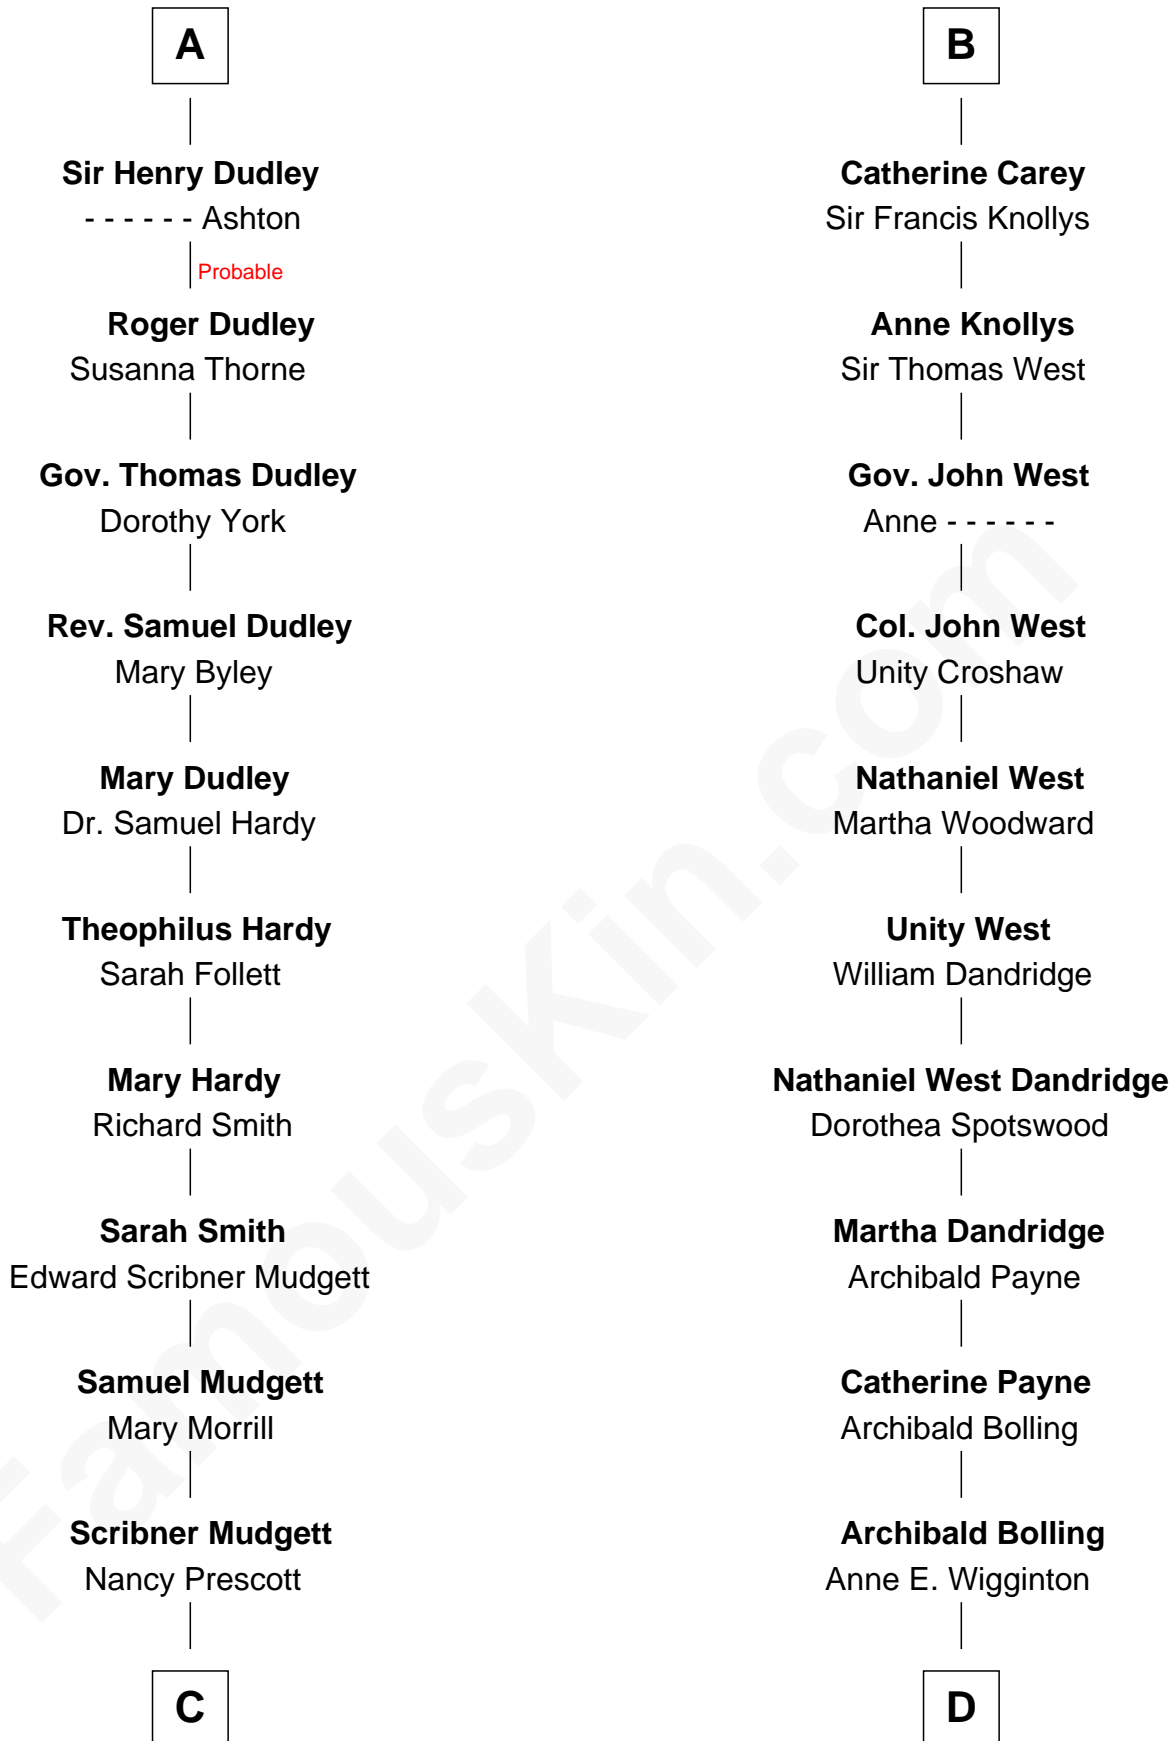 A
Sir Henry Dudley
- - - - - - Ashton
Probable
Roger Dudley
Susanna Thorne
Gov. Thomas Dudley
Dorothy York
Rev. Samuel Dudley
Mary Byley
Mary Dudley
Dr. Samuel Hardy
Theophilus Hardy
Sarah Follett
Mary Hardy
Richard Smith
Sarah Smith
Edward Scribner Mudgett
Samuel Mudgett
Mary Morrill
Scribner Mudgett
Nancy Prescott
C
B
Catherine Carey
Sir Francis Knollys
Anne Knollys
Sir Thomas West
Gov. John West
Anne - - - - - -
Col. John West
Unity Croshaw
Nathaniel West
Martha Woodward
Unity West
William Dandridge
Nathaniel West Dandridge
Dorothea Spotswood
Martha Dandridge
Archibald Payne
Catherine Payne
Archibald Bolling
Archibald Bolling
Anne E. Wigginton
D
FamousKin.com